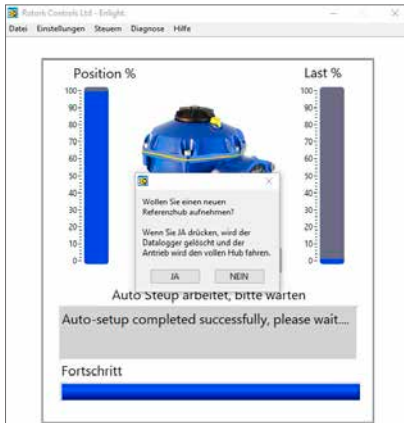 Rotork Controls Ltd - Enlight.
Datei Einstellungen Steuern Diagnose Hilfe
Position %
Last %
100
90
80
70
60
50
40
30
20
10
0
100
90
80
70
60
50
40
30
20
10
0
Wollen Sie einen neuen
Referenzhub aufnehmen?
Wenn Sie JA drücken, wird der
Datalogger gelöscht und der
Antrieb wird den vollen Hub fahren.
JA NEIN
Auto Steup arbeitet, bitte warten
Auto-setup completed successfully, please wait....
Fortschritt